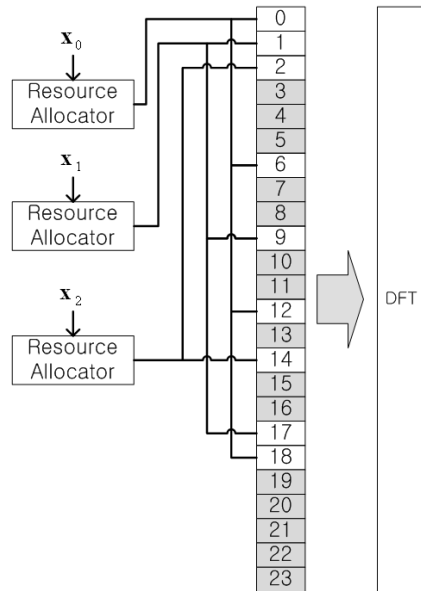 x0
Resource
Allocator
x1
Resource
Allocator
x2
Resource
Allocator
0
1
2
3
4
5
6
7
8
9
10
11
12
13
14
15
16
17
18
19
20
21
22
23
DFT